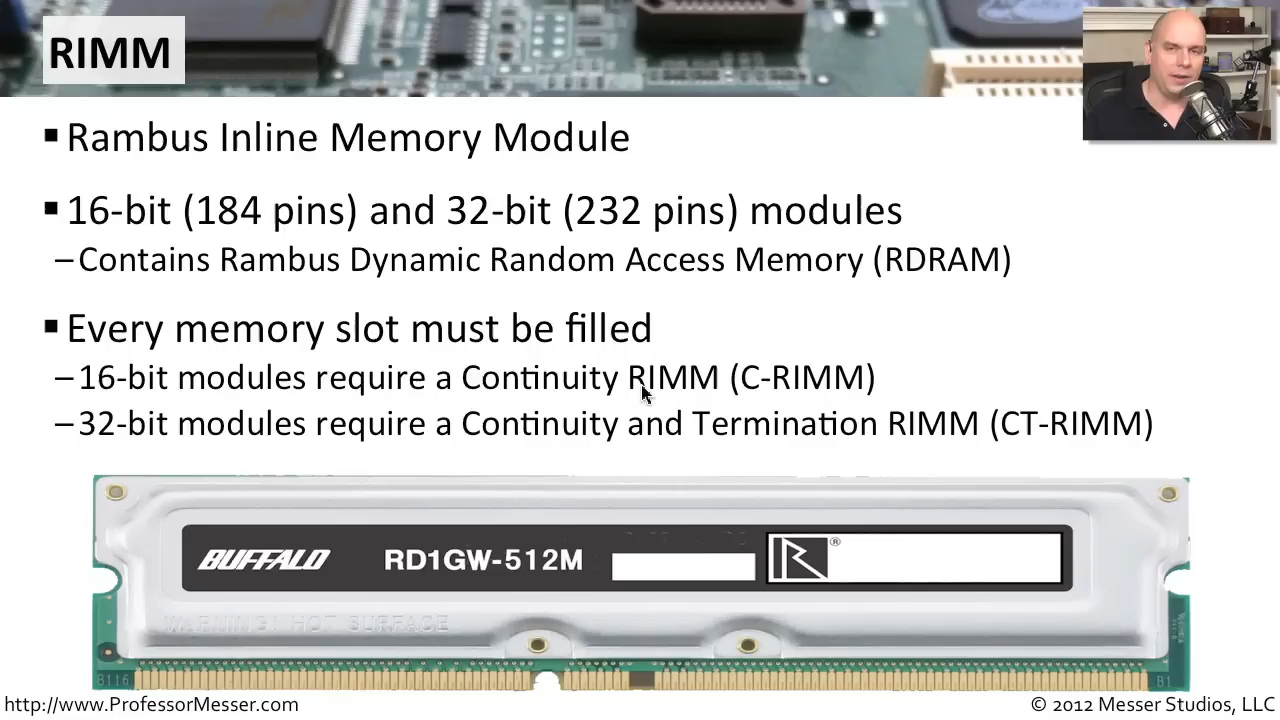 RIMM
▪ Rambus Inline Memory Module
▪ 16-bit (184 pins) and 32-bit (232 pins) modules
– Contains Rambus Dynamic Random Access Memory (RDRAM)
▪ Every memory slot must be filled
– 16-bit modules require a Continuity RIMM (C-RIMM)
– 32-bit modules require a Continuity and Termination RIMM (CT-RIMM)
BUFFALO RD1GW-512M R®
WARNING! HOT SURFACE
B116 B1
http://www.ProfessorMesser.com © 2012 Messer Studios, LLC